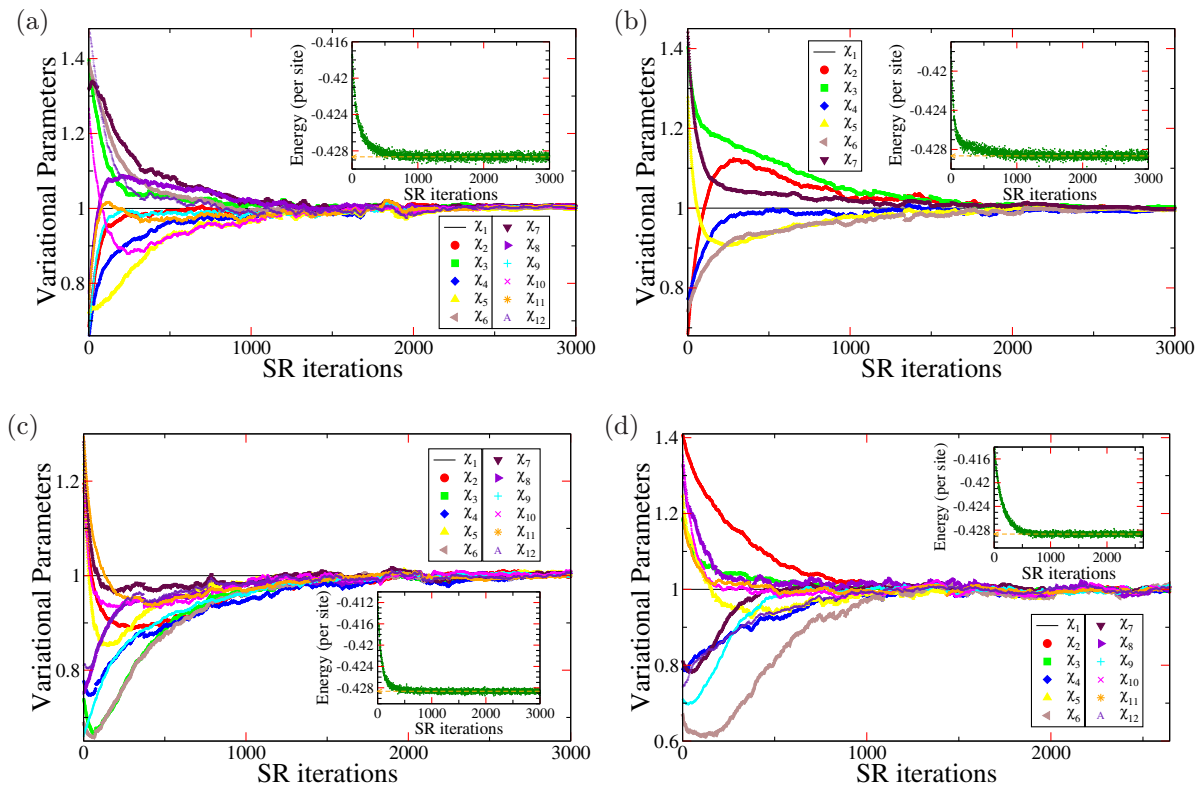 (a)
Variational Parameters
1.4
1.2
1
0.8
0
1000
2000
3000
SR iterations
Energy (per site)
-0.416
-0.42
-0.424
-0.428
0
1000
2000
3000
SR iterations
χ1 χ7
χ2 χ8
χ3 χ9
χ4 χ10
χ5 χ11
χ6 A χ12
(b)
Variational Parameters
1.4
1.2
1
0.8
0
1000
2000
3000
SR iterations
χ1
χ2
χ3
χ4
χ5
χ6
χ7
Energy (per site)
-0.42
-0.424
-0.428
0
1000
2000
3000
SR iterations
(c)
Variational Parameters
1.2
1
0.8
0
1000
2000
3000
SR iterations
χ1 χ7
χ2 χ8
χ3 χ9
χ4 χ10
χ5 χ11
χ6 A χ12
Energy (per site)
-0.412
-0.416
-0.42
-0.424
-0.428
0
1000
2000
3000
SR iterations
(d)
Variational Parameters
1.4
1.2
1
0.8
0.6
0
1000
2000
SR iterations
Energy (per site)
-0.416
-0.42
-0.424
-0.428
0
1000
2000
SR iterations
χ1 χ7
χ2 χ8
χ3 χ9
χ4 χ10
χ5 χ11
χ6 A χ12